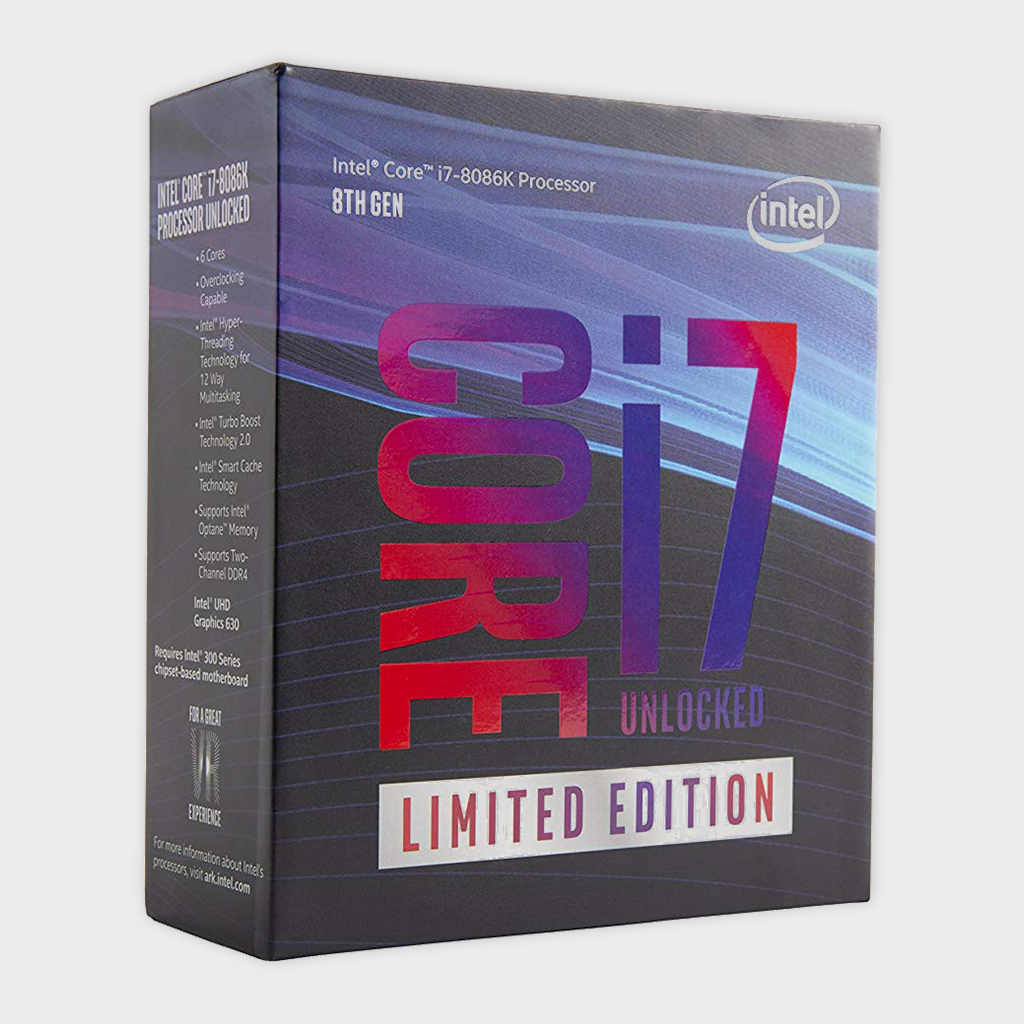 INTEL® CORE™ i7-8086K
PROCESSOR UNLOCKED
• 6 Cores
• Overclocking
Capable
• Intel® Hyper-
Threading
Technology for
12 Way
Multitasking
• Intel® Turbo Boost
Technology 2.0
• Intel® Smart Cache
Technology
• Supports Intel®
Optane™ Memory
• Supports Two-
Channel DDR4
Intel® UHD
Graphics 630
Requires Intel® 300 Series
chipset-based motherboard
FOR A GREAT
VR
EXPERIENCE
For more information about Intel's
processors, visit ark.intel.com
Intel® Core™ i7-8086K Processor
8TH GEN
intel
CORE
i7
UNLOCKED
LIMITED EDITION